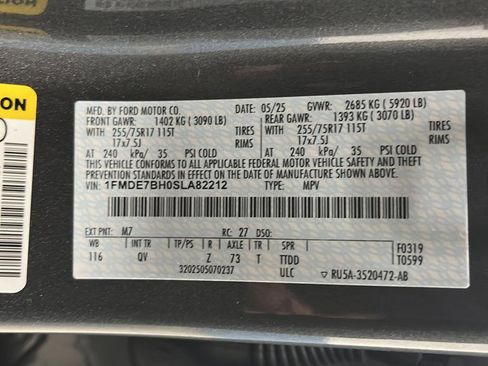 ON
MFD. BY FORD MOTOR CO. DATE: 05/25 GVWR: 2685 KG (5920 LB)
FRONT GAWR: 1402 KG (3090 LB) REAR GAWR: 1393 KG (3070 LB)
WITH 255/75R17 115T TIRES WITH 255/75R17 115T TIRES
17x7.5J RIMS 17x7.5J RIMS
AT 240 kPa/ 35 PSI COLD AT 240 kPa/ 35 PSI COLD
THIS VEHICLE CONFORMS TO ALL APPLICABLE FEDERAL MOTOR VEHICLE SAFETY AND THEFT
PREVENTION STANDARDS IN EFFECT ON THE DATE OF MANUFACTURE SHOWN ABOVE.
VIN: 1FMDE7BH0SLA82212 TYPE: MPV
EXT PNT: M7 RC: 27 DSO: F0319
WB INT TR TP/PS R AXLE TR SPR T0599
116 QV Z 73 T TTDD
3202505070237 ULC ▽ RU5A-3520472-AB